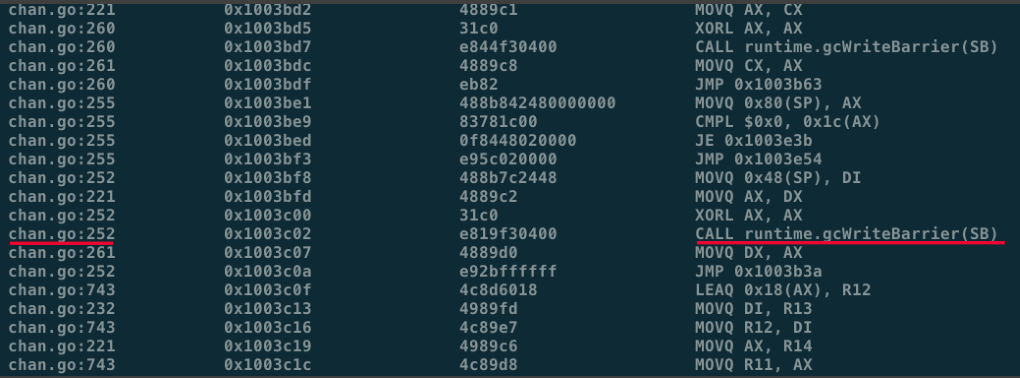 chan.go:221 0x1003bd2 4889c1 MOVQ AX, CX
chan.go:260 0x1003bd5 31c0 XORL AX, AX
chan.go:260 0x1003bd7 e844f30400 CALL runtime.gcWriteBarrier(SB)
chan.go:261 0x1003bdc 4889c8 MOVQ CX, AX
chan.go:260 0x1003bdf eb82 JMP 0x1003b63
chan.go:255 0x1003be1 488b842480000000 MOVQ 0x80(SP), AX
chan.go:255 0x1003be9 83781c00 CMPL $0x0, 0x1c(AX)
chan.go:255 0x1003bed 0f8448020000 JE 0x1003e3b
chan.go:255 0x1003bf3 e95c020000 JMP 0x1003e54
chan.go:252 0x1003bf8 488b7c2448 MOVQ 0x48(SP), DI
chan.go:221 0x1003bfd 4889c2 MOVQ AX, DX
chan.go:252 0x1003c00 31c0 XORL AX, AX
chan.go:252 0x1003c02 e819f30400 CALL runtime.gcWriteBarrier(SB)
chan.go:261 0x1003c07 4889d0 MOVQ DX, AX
chan.go:252 0x1003c0a e92bffffff JMP 0x1003b3a
chan.go:743 0x1003c0f 4c8d6018 LEAQ 0x18(AX), R12
chan.go:232 0x1003c13 4989fd MOVQ DI, R13
chan.go:743 0x1003c16 4c89e7 MOVQ R12, DI
chan.go:221 0x1003c19 4989c6 MOVQ AX, R14
chan.go:743 0x1003c1c 4c89d8 MOVQ R11, AX